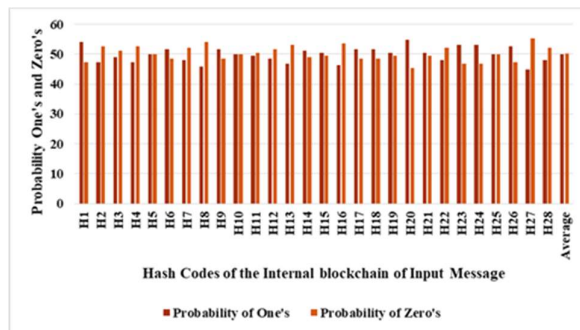 Probability One's and Zero's
60
50
40
30
20
10
0
H1
H2
H3
H4
H5
H6
H7
H8
H9
H10
H11
H12
H13
H14
H15
H16
H17
H18
H19
H20
H21
H22
H23
H24
H25
H26
H27
H28
Average
Hash Codes of the Internal blockchain of Input Message
Probability of One's Probability of Zero's